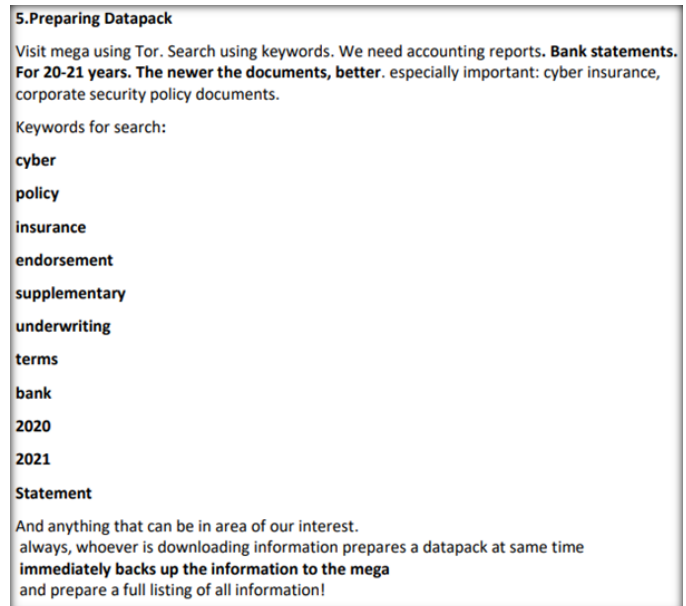 5.Preparing Datapack
Visit mega using Tor. Search using keywords. We need accounting reports. Bank statements.
For 20-21 years. The newer the documents, better. especially important: cyber insurance,
corporate security policy documents.
Keywords for search:
cyber
policy
insurance
endorsement
supplementary
underwriting
terms
bank
2020
2021
Statement
And anything that can be in area of our interest.
always, whoever is downloading information prepares a datapack at same time
immediately backs up the information to the mega
and prepare a full listing of all information!